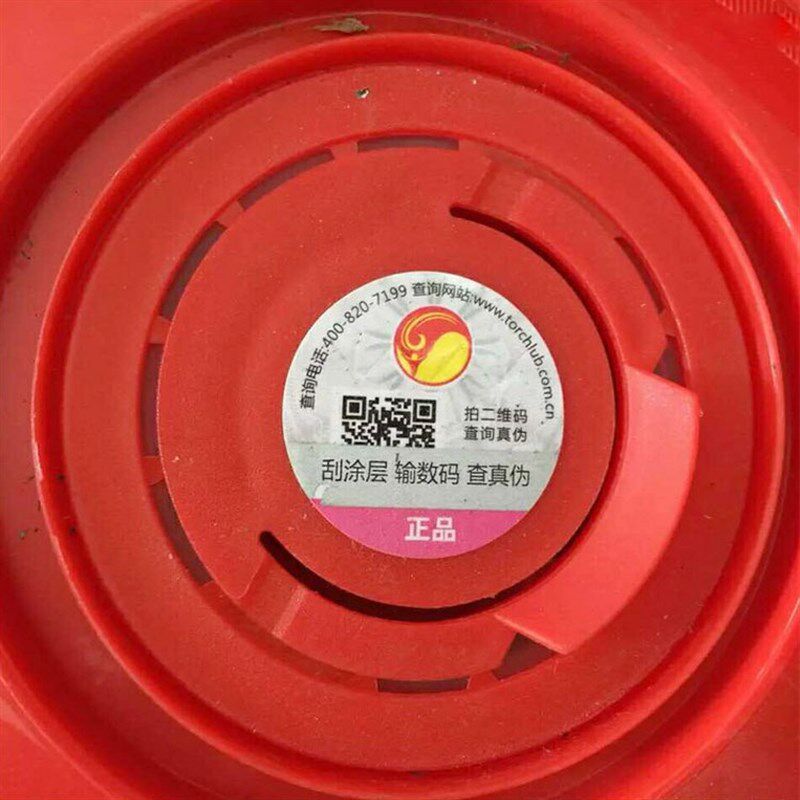 查询电话:400-820-7199 查询网站:www.torchlub.com.cn
拍二维码
查询真伪
刮涂层 输数码 查真伪
正品